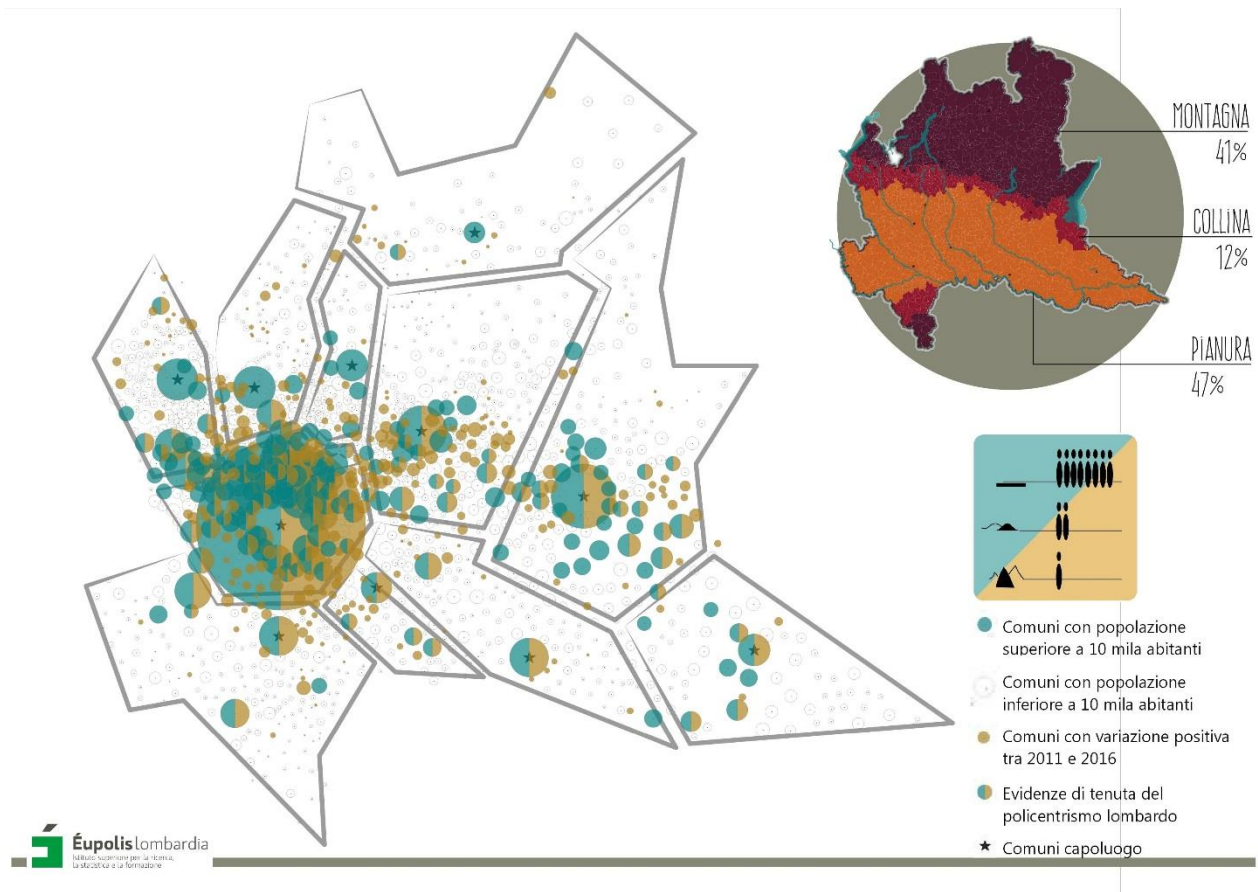 MONTAGNA
41%
COLLINA
12%
PIANURA
47%
Comuni con popolazione
superiore a 10 mila abitanti
Comuni con popolazione
inferiore a 10 mila abitanti
Comuni con variazione positiva
tra 2011 e 2016
Evidenze di tenuta del
policentrismo lombardo
Comuni capoluogo
Éupolis lombardia
Istituto superiore per la ricerca,
la statistica e la formazione